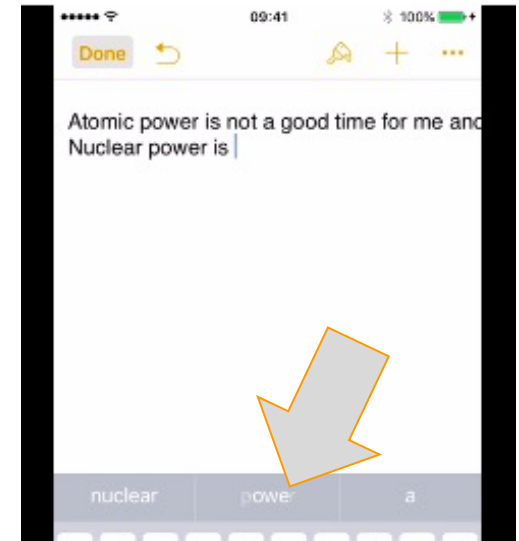 09:41
100%
Done
Atomic power is not a good time for me and
Nuclear power is
nuclear power a